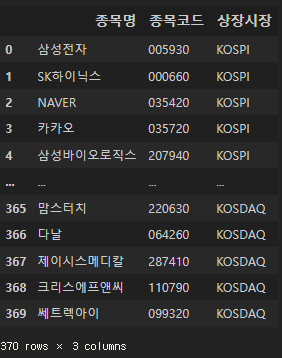 종목명 종목코드 상장시장
0 삼성전자 005930 KOSPI
1 SK하이닉스 000660 KOSPI
2 NAVER 035420 KOSPI
3 카카오 035720 KOSPI
4 삼성바이오로직스 207940 KOSPI
... ... ... ...
365 맘스터치 220630 KOSDAQ
366 다날 064260 KOSDAQ
367 제이시스메디칼 287410 KOSDAQ
368 크리스에프앤씨 110790 KOSDAQ
369 쎄트렉아이 099320 KOSDAQ
370 rows × 3 columns